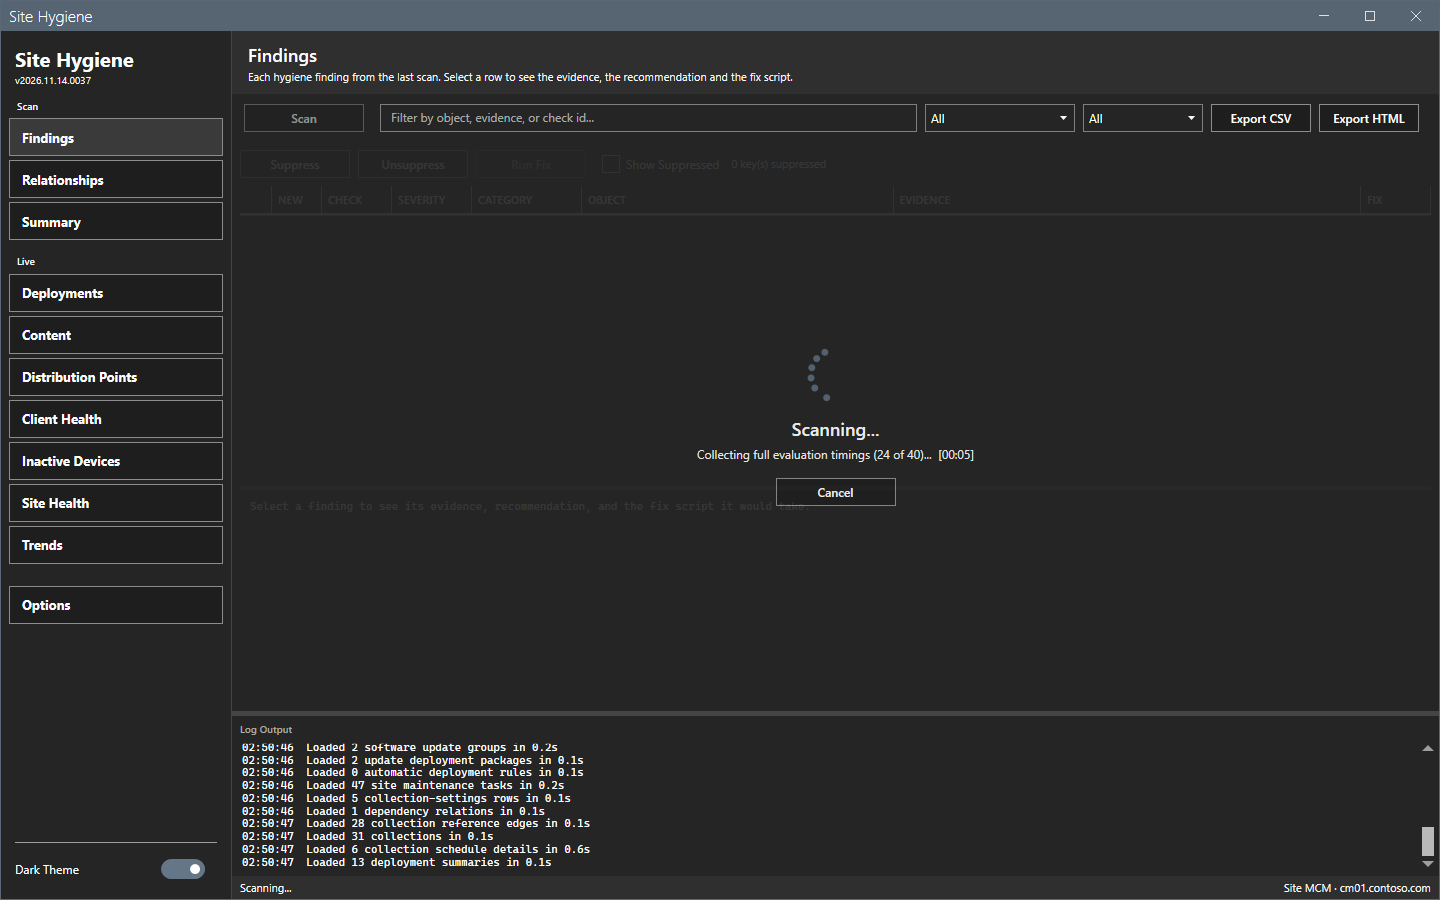 Site Hygiene
Site Hygiene
v2026.11.14.0037
Scan
Findings
Relationships
Summary
Live
Deployments
Content
Distribution Points
Client Health
Inactive Devices
Site Health
Trends
Options
Dark Theme
Findings
Each hygiene finding from the last scan. Select a row to see the evidence, the recommendation and the fix script.
Scan
Filter by object, evidence, or check id...
All
All
Export CSV
Export HTML
Suppress
Unsuppress
Run Fix
Show Suppressed
0 key(s) suppressed
NEW
CHECK
SEVERITY
CATEGORY
OBJECT
EVIDENCE
FIX
Scanning...
Collecting full evaluation timings (24 of 40)... [00:05]
Cancel
Select a finding to see its evidence, recommendation, and the fix script it would take.
Log Output
02:50:46 Loaded 2 software update groups in 0.2s
02:50:46 Loaded 2 update deployment packages in 0.1s
02:50:46 Loaded 0 automatic deployment rules in 0.1s
02:50:46 Loaded 47 site maintenance tasks in 0.2s
02:50:46 Loaded 5 collection-settings rows in 0.1s
02:50:46 Loaded 1 dependency relations in 0.1s
02:50:47 Loaded 28 collection reference edges in 0.1s
02:50:47 Loaded 31 collections in 0.1s
02:50:47 Loaded 6 collection schedule details in 0.6s
02:50:47 Loaded 13 deployment summaries in 0.1s
Scanning...
Site MCM · cm01.contoso.com